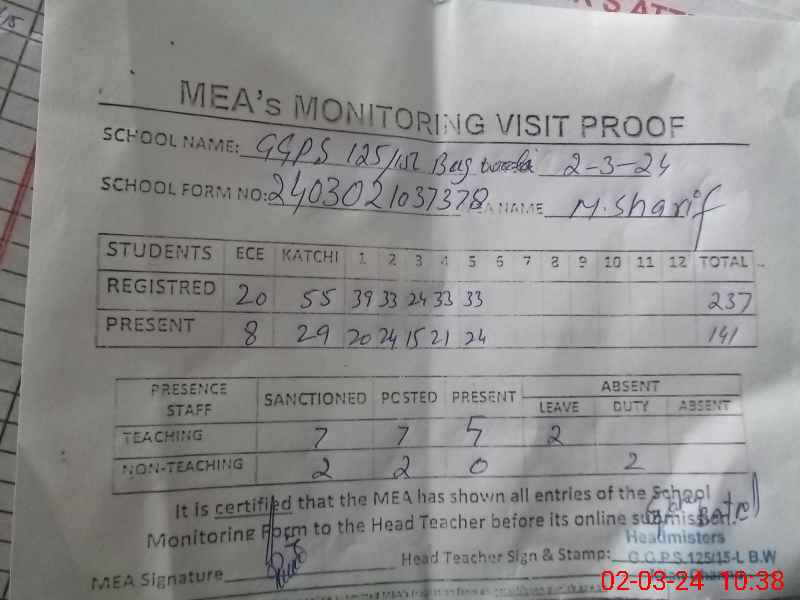 S ATT
MEA's MONITORING VISIT PROOF
SCHOOL NAME: GGPS 125/15L 2-3-24
SCHOOL FORM NO: 2403021037378 NAME M. Sharif
STUDENTS ECE KATCHI 1 2 3 4 5 6 7 8 9 10 11 12 TOTAL
REGISTRED 20 55 39 33 24 33 33 237
PRESENT 8 29 20 24 15 21 24 141
PRESENCE STAFF SANCTIONED POSTED PRESENT ABSENT
LEAVE DUTY ABSENT
TEACHING 7 7 5 2
NON-TEACHING 2 2 0 2
It is certified that the MEA has shown all entries of the School
Monitoring Form to the Head Teacher before its online submission.
Headmisters
MEA Signature Head Teacher Sign & Stamp: G.G.P.S.125/15-L B.W
02-03-24 10:38